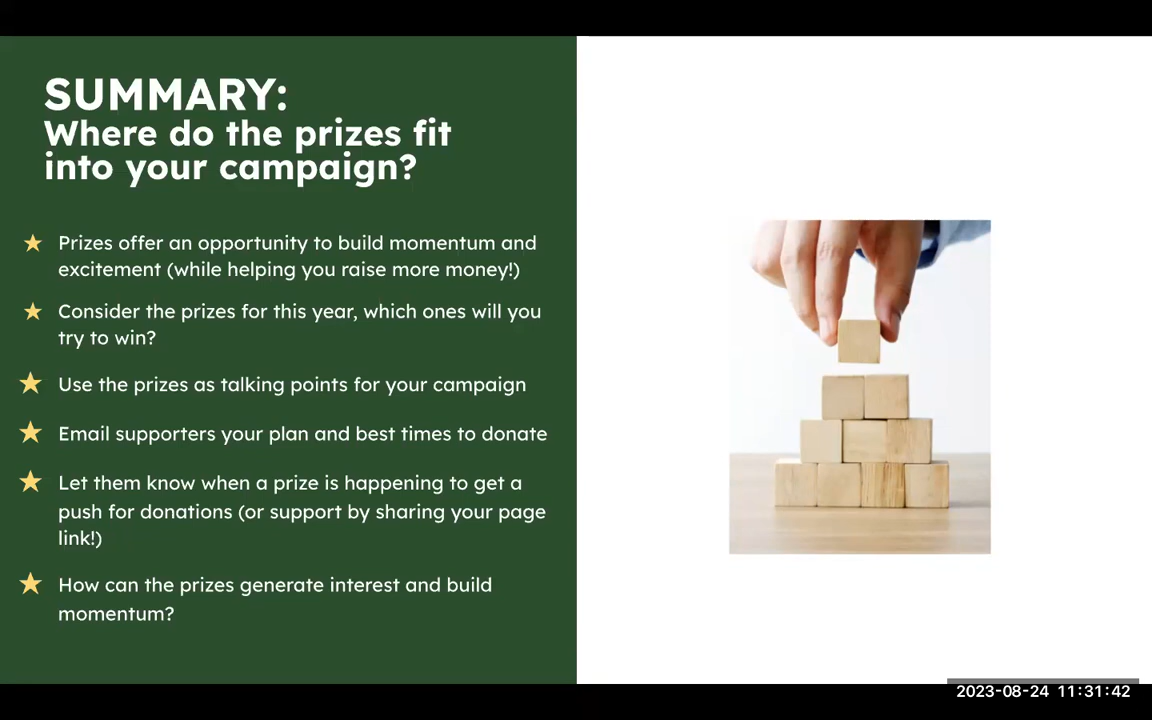 SUMMARY:
Where do the prizes fit
into your campaign?
Prizes offer an opportunity to build momentum and
excitement (while helping you raise more money!)
Consider the prizes for this year, which ones will you
try to win?
Use the prizes as talking points for your campaign
Email supporters your plan and best times to donate
Let them know when a prize is happening to get a
push for donations (or support by sharing your page
link!)
How can the prizes generate interest and build
momentum?
2023-08-24 11:31:42